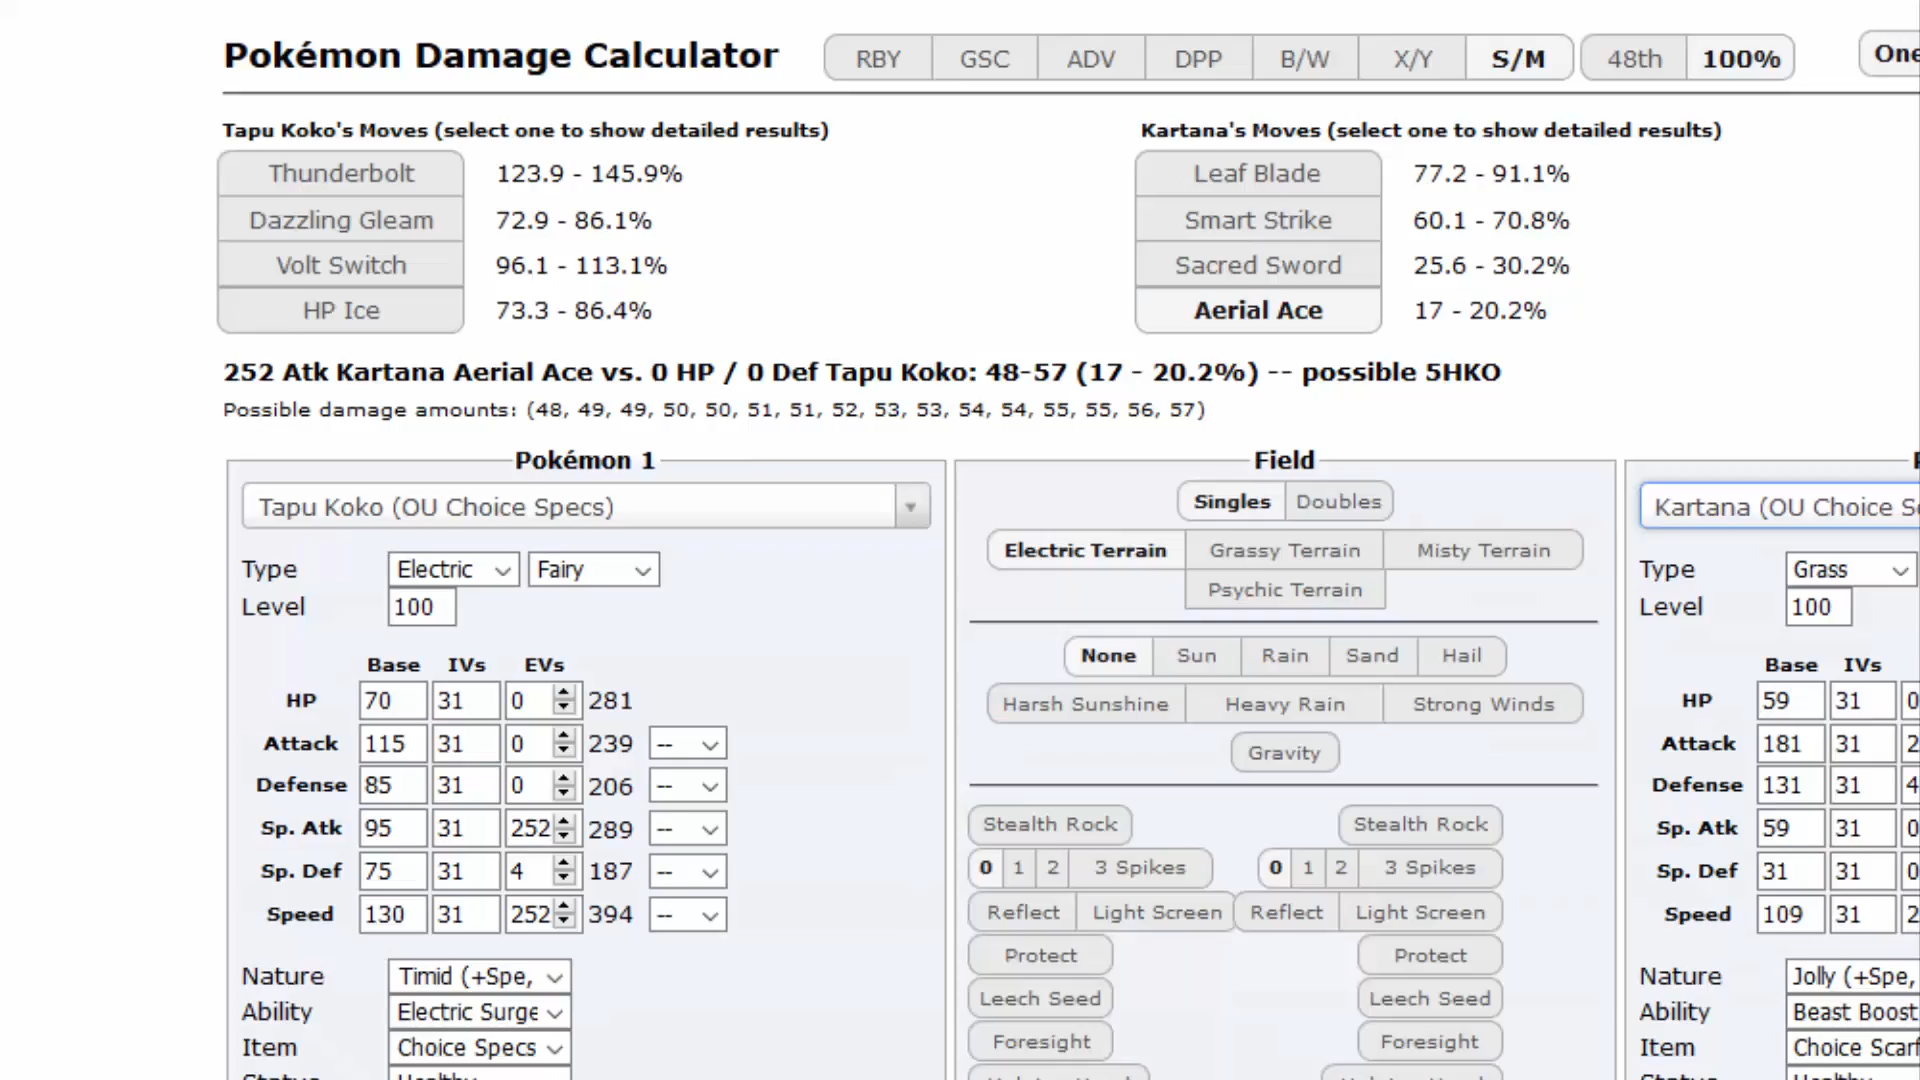 Pokémon Damage Calculator RBY GSC ADV DPP B/W X/Y S/M 48th 100% One
Tapu Koko's Moves (select one to show detailed results)
Thunderbolt 123.9 - 145.9%
Dazzling Gleam 72.9 - 86.1%
Volt Switch 96.1 - 113.1%
HP Ice 73.3 - 86.4%
Kartana's Moves (select one to show detailed results)
Leaf Blade 77.2 - 91.1%
Smart Strike 60.1 - 70.8%
Sacred Sword 25.6 - 30.2%
Aerial Ace 17 - 20.2%
252 Atk Kartana Aerial Ace vs. 0 HP / 0 Def Tapu Koko: 48-57 (17 - 20.2%) -- possible 5HKO
Possible damage amounts: (48, 49, 49, 50, 50, 51, 51, 52, 53, 53, 54, 54, 55, 55, 56, 57)
Pokémon 1
Tapu Koko (OU Choice Specs)
Type Electric Fairy
Level 100
Base IVs EVs
HP 70 31 0 281
Attack 115 31 0 239 --
Defense 85 31 0 206 --
Sp. Atk 95 31 252 289 --
Sp. Def 75 31 4 187 --
Speed 130 31 252 394 --
Nature Timid (+Spe,
Ability Electric Surge
Item Choice Specs
Field
Singles Doubles
Electric Terrain Grassy Terrain Misty Terrain
Psychic Terrain
None Sun Rain Sand Hail
Harsh Sunshine Heavy Rain Strong Winds
Gravity
Stealth Rock Stealth Rock
0 1 2 3 Spikes 0 1 2 3 Spikes
Reflect Light Screen Reflect Light Screen
Protect Protect
Leech Seed Leech Seed
Foresight Foresight
Kartana (OU Choice
Type Grass
Level 100
Base IVs
HP 59 31 0
Attack 181 31 2
Defense 131 31 4
Sp. Atk 59 31 0
Sp. Def 31 31 0
Speed 109 31 2
Nature Jolly (+Spe,
Ability Beast Boost
Item Choice Scarf